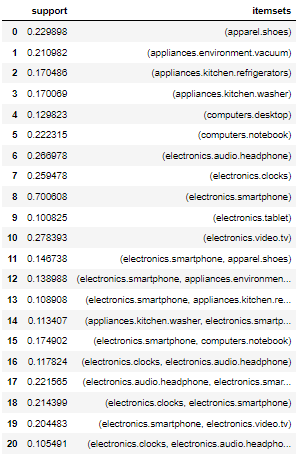 support itemsets
0 0.229898 (apparel.shoes)
1 0.210982 (appliances.environment.vacuum)
2 0.170486 (appliances.kitchen.refrigerators)
3 0.170069 (appliances.kitchen.washer)
4 0.129823 (computers.desktop)
5 0.222315 (computers.notebook)
6 0.266978 (electronics.audio.headphone)
7 0.259478 (electronics.clocks)
8 0.700608 (electronics.smartphone)
9 0.100825 (electronics.tablet)
10 0.278393 (electronics.video.tv)
11 0.146738 (electronics.smartphone, apparel.shoes)
12 0.138988 (electronics.smartphone, appliances.environmen...
13 0.108908 (electronics.smartphone, appliances.kitchen.re...
14 0.113407 (appliances.kitchen.washer, electronics.smartp...
15 0.174902 (electronics.smartphone, computers.notebook)
16 0.117824 (electronics.clocks, electronics.audio.headphone)
17 0.221565 (electronics.audio.headphone, electronics.smar...
18 0.214399 (electronics.clocks, electronics.smartphone)
19 0.204483 (electronics.smartphone, electronics.video.tv)
20 0.105491 (electronics.clocks, electronics.audio.headpho...